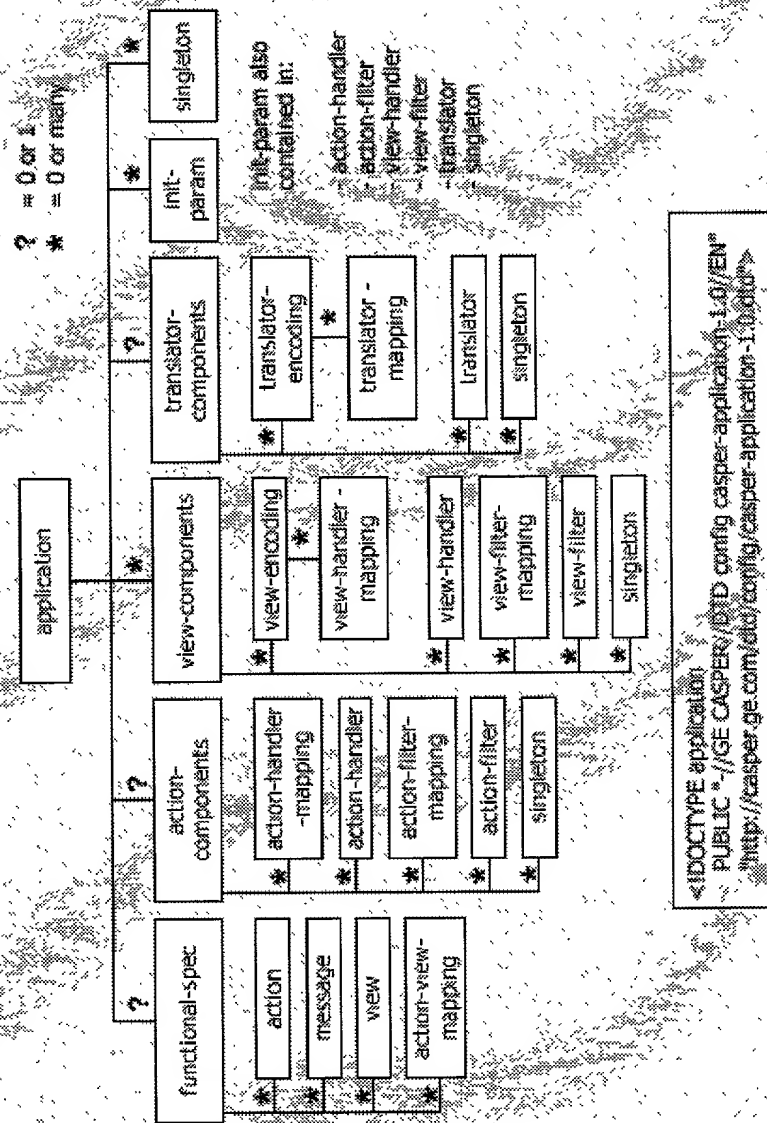 application
? = 0 or 1
* = 0 or many
?
?
*
?
*
*
functional-spec
action-
components
view-components
translator-
components
init-
param
singleton
* action
* message
* view
* action-view-
mapping
* action-handler
-mapping
* action-handler
* action-filter-
mapping
* action-filter
* singleton
* view-encoding
*
view-handler -
mapping
* view-handler
* view-filter-
mapping
* view-filter
* singleton
* translator-
encoding
*
translator -
mapping
* translator
* singleton
init-param also
contained in:
- action-handler
- action-filter
- view-handler
- view-filter
- translator
- singleton
<!DOCTYPE application
PUBLIC "-//GE CASPER//DTD config casper-application-1.0//EN"
"http://casper.ge.com/dtd/config/casper-application-1.0.dtd">